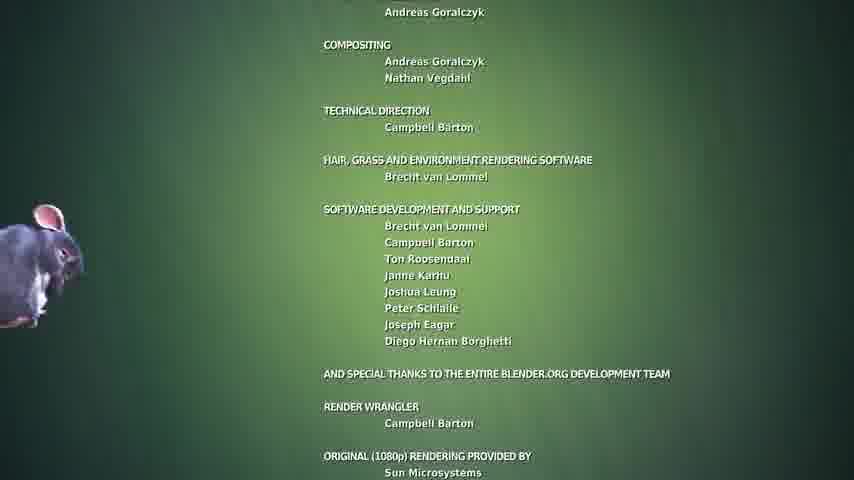 Andreas Goralczyk
COMPOSITING
Andreas Goralczyk
Nathan Vegdahl
TECHNICAL DIRECTION
Campbell Barton
HAIR, GRASS AND ENVIRONMENT RENDERING SOFTWARE
Brecht van Lommel
SOFTWARE DEVELOPMENT AND SUPPORT
Brecht van Lommel
Campbell Barton
Ton Roosendaal
Janne Karhu
Joshua Leung
Peter Schlaile
Joseph Eagar
Diego Hernan Borghetti
AND SPECIAL THANKS TO THE ENTIRE BLENDER.ORG DEVELOPMENT TEAM
RENDER WRANGLER
Campbell Barton
ORIGINAL (1080p) RENDERING PROVIDED BY
Sun Microsystems